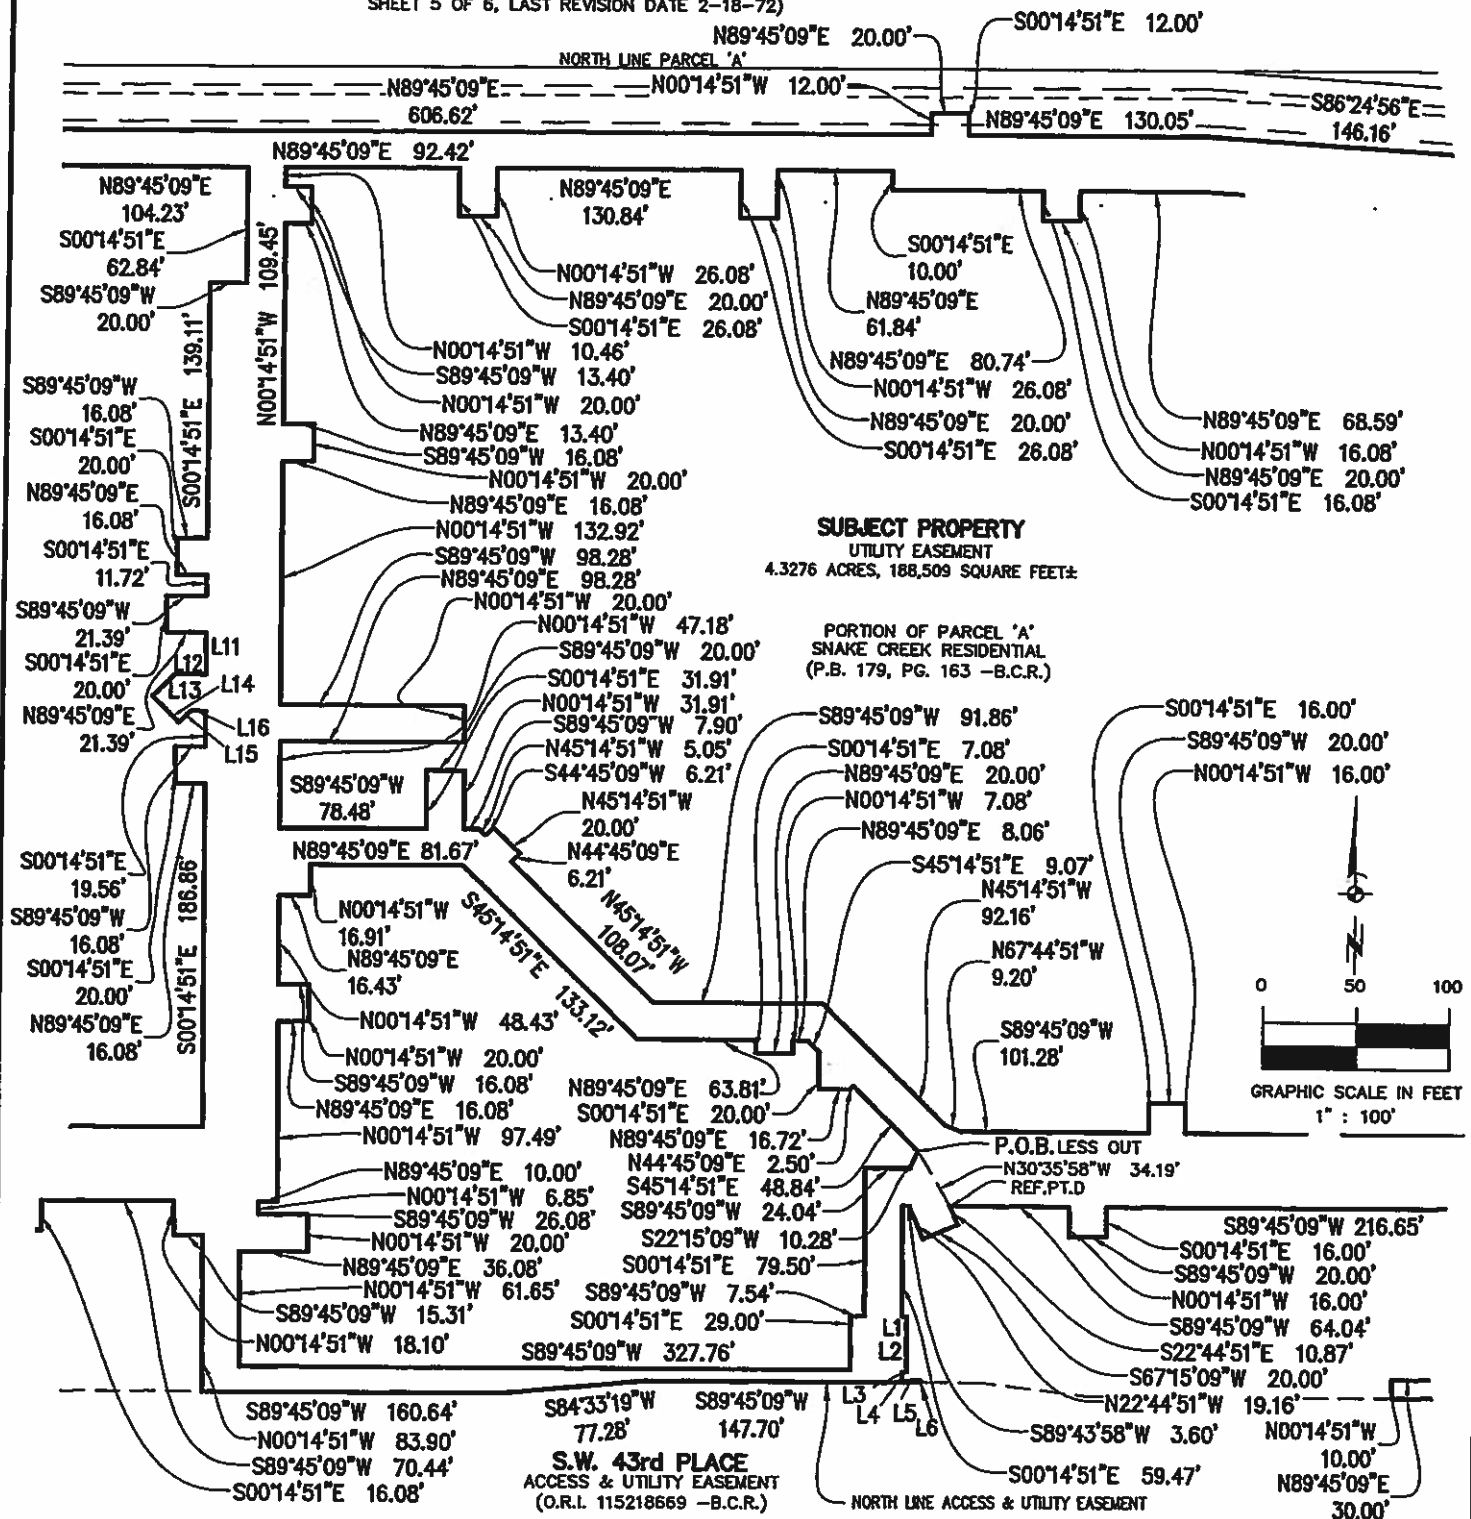 SHEET 5 OF 6, LAST REVISION DATE 2-18-72)
N89°45'09"E 20.00'
S00°14'51"E 12.00'
NORTH LINE PARCEL 'A'
N89°45'09"E
606.62'
N00°14'51"W 12.00'
S86°24'56"E
146.16'
N89°45'09"E 130.05'
N89°45'09"E 92.42'
N89°45'09"E
104.23'
S00°14'51"E
62.84'
S89°45'09"W
20.00'
N00°14'51"W 109.45'
S00°14'51"E 139.11'
N89°45'09"E
130.84'
N00°14'51"W 26.08'
N89°45'09"E 20.00'
S00°14'51"E 26.08'
S00°14'51"E
10.00'
N89°45'09"E
61.84'
N89°45'09"E 80.74'
N00°14'51"W 26.08'
N89°45'09"E 20.00'
S00°14'51"E 26.08'
N89°45'09"E 68.59'
N00°14'51"W 16.08'
N89°45'09"E 20.00'
S00°14'51"E 16.08'
N00°14'51"W 10.46'
S89°45'09"W 13.40'
N00°14'51"W 20.00'
N89°45'09"E 13.40'
S89°45'09"W 16.08'
N00°14'51"W 20.00'
N89°45'09"E 16.08'
N00°14'51"W 132.92'
S89°45'09"W 98.28'
N89°45'09"E 98.28'
N00°14'51"W 20.00'
N00°14'51"W 47.18'
S89°45'09"W 20.00'
S00°14'51"E 31.91'
N00°14'51"W 31.91'
S89°45'09"W 7.90'
N45°14'51"W 5.05'
S44°45'09"W 6.21'
N45°14'51"W
20.00'
N44°45'09"E
6.21'
S89°45'09"W
16.08'
S00°14'51"E
20.00'
N89°45'09"E
16.08'
S00°14'51"E
11.72'
S89°45'09"W
21.39'
S00°14'51"E
20.00'
N89°45'09"E
21.39'
L11
L12
L13
L14
L16
L15
S00°14'51"E
19.56'
S89°45'09"W
16.08'
S00°14'51"E
20.00'
N89°45'09"E
16.08'
S00°14'51"E 186.86'
SUBJECT PROPERTY
UTILITY EASEMENT
4.3276 ACRES, 188,509 SQUARE FEET±
PORTION OF PARCEL 'A'
SNAKE CREEK RESIDENTIAL
(P.B. 179, PG. 163 -B.C.R.)
S89°45'09"W
78.48'
N89°45'09"E 81.67'
S45°14'51"E 133.12'
N45°14'51"W
108.07'
S89°45'09"W 91.86'
S00°14'51"E 7.08'
N89°45'09"E 20.00'
N00°14'51"W 7.08'
N89°45'09"E 8.06'
S45°14'51"E 9.07'
N45°14'51"W
92.16'
N67°44'51"W
9.20'
S89°45'09"W
101.28'
S00°14'51"E 16.00'
S89°45'09"W 20.00'
N00°14'51"W 16.00'
N
0 50 100
GRAPHIC SCALE IN FEET
1" : 100'
N00°14'51"W
16.91'
N89°45'09"E
16.43'
N00°14'51"W 48.43'
N00°14'51"W 20.00'
S89°45'09"W 16.08'
N89°45'09"E 16.08'
N00°14'51"W 97.49'
N89°45'09"E 10.00'
N00°14'51"W 6.85'
S89°45'09"W 26.08'
N00°14'51"W 20.00'
N89°45'09"E 36.08'
N00°14'51"W 61.65'
S89°45'09"W 15.31'
N00°14'51"W 18.10'
N89°45'09"E 63.81'
S00°14'51"E 20.00'
N89°45'09"E 16.72'
N44°45'09"E 2.50'
S45°14'51"E 48.84'
S89°45'09"W 24.04'
S22°15'09"W 10.28'
S00°14'51"E 79.50'
S89°45'09"W 7.54'
S00°14'51"E 29.00'
S89°45'09"W 327.76'
P.O.B. LESS OUT
N30°35'58"W 34.19'
REF.PT.D
S89°45'09"W 216.65'
S00°14'51"E 16.00'
S89°45'09"W 20.00'
N00°14'51"W 16.00'
S89°45'09"W 64.04'
S22°44'51"E 10.87'
S67°15'09"W 20.00'
N22°44'51"W 19.16'
S89°43'58"W 3.60'
S00°14'51"E 59.47'
L1
L2
L3
L4
L5
L6
N00°14'51"W
10.00'
N89°45'09"E
30.00'
S89°45'09"W 160.64'
N00°14'51"W 83.90'
S89°45'09"W 70.44'
S00°14'51"E 16.08'
S84°33'19"W
77.28'
S89°45'09"W
147.70'
S.W. 43rd PLACE
ACCESS & UTILITY EASEMENT
(O.R.I. 115218669 -B.C.R.)
NORTH LINE ACCESS & UTILITY EASEMENT